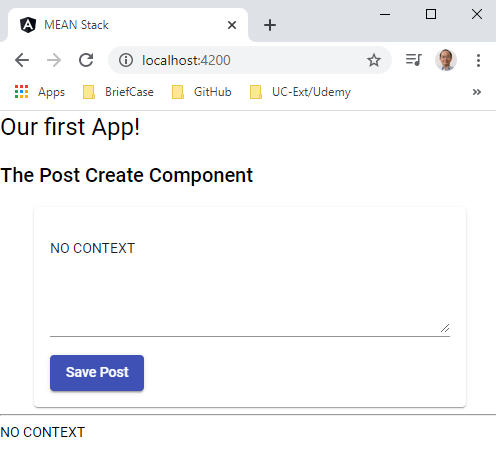 MEAN Stack
localhost:4200
Apps BriefCase GitHub UC-Ext/Udemy »
Our first App!
The Post Create Component
NO CONTEXT
Save Post
NO CONTEXT